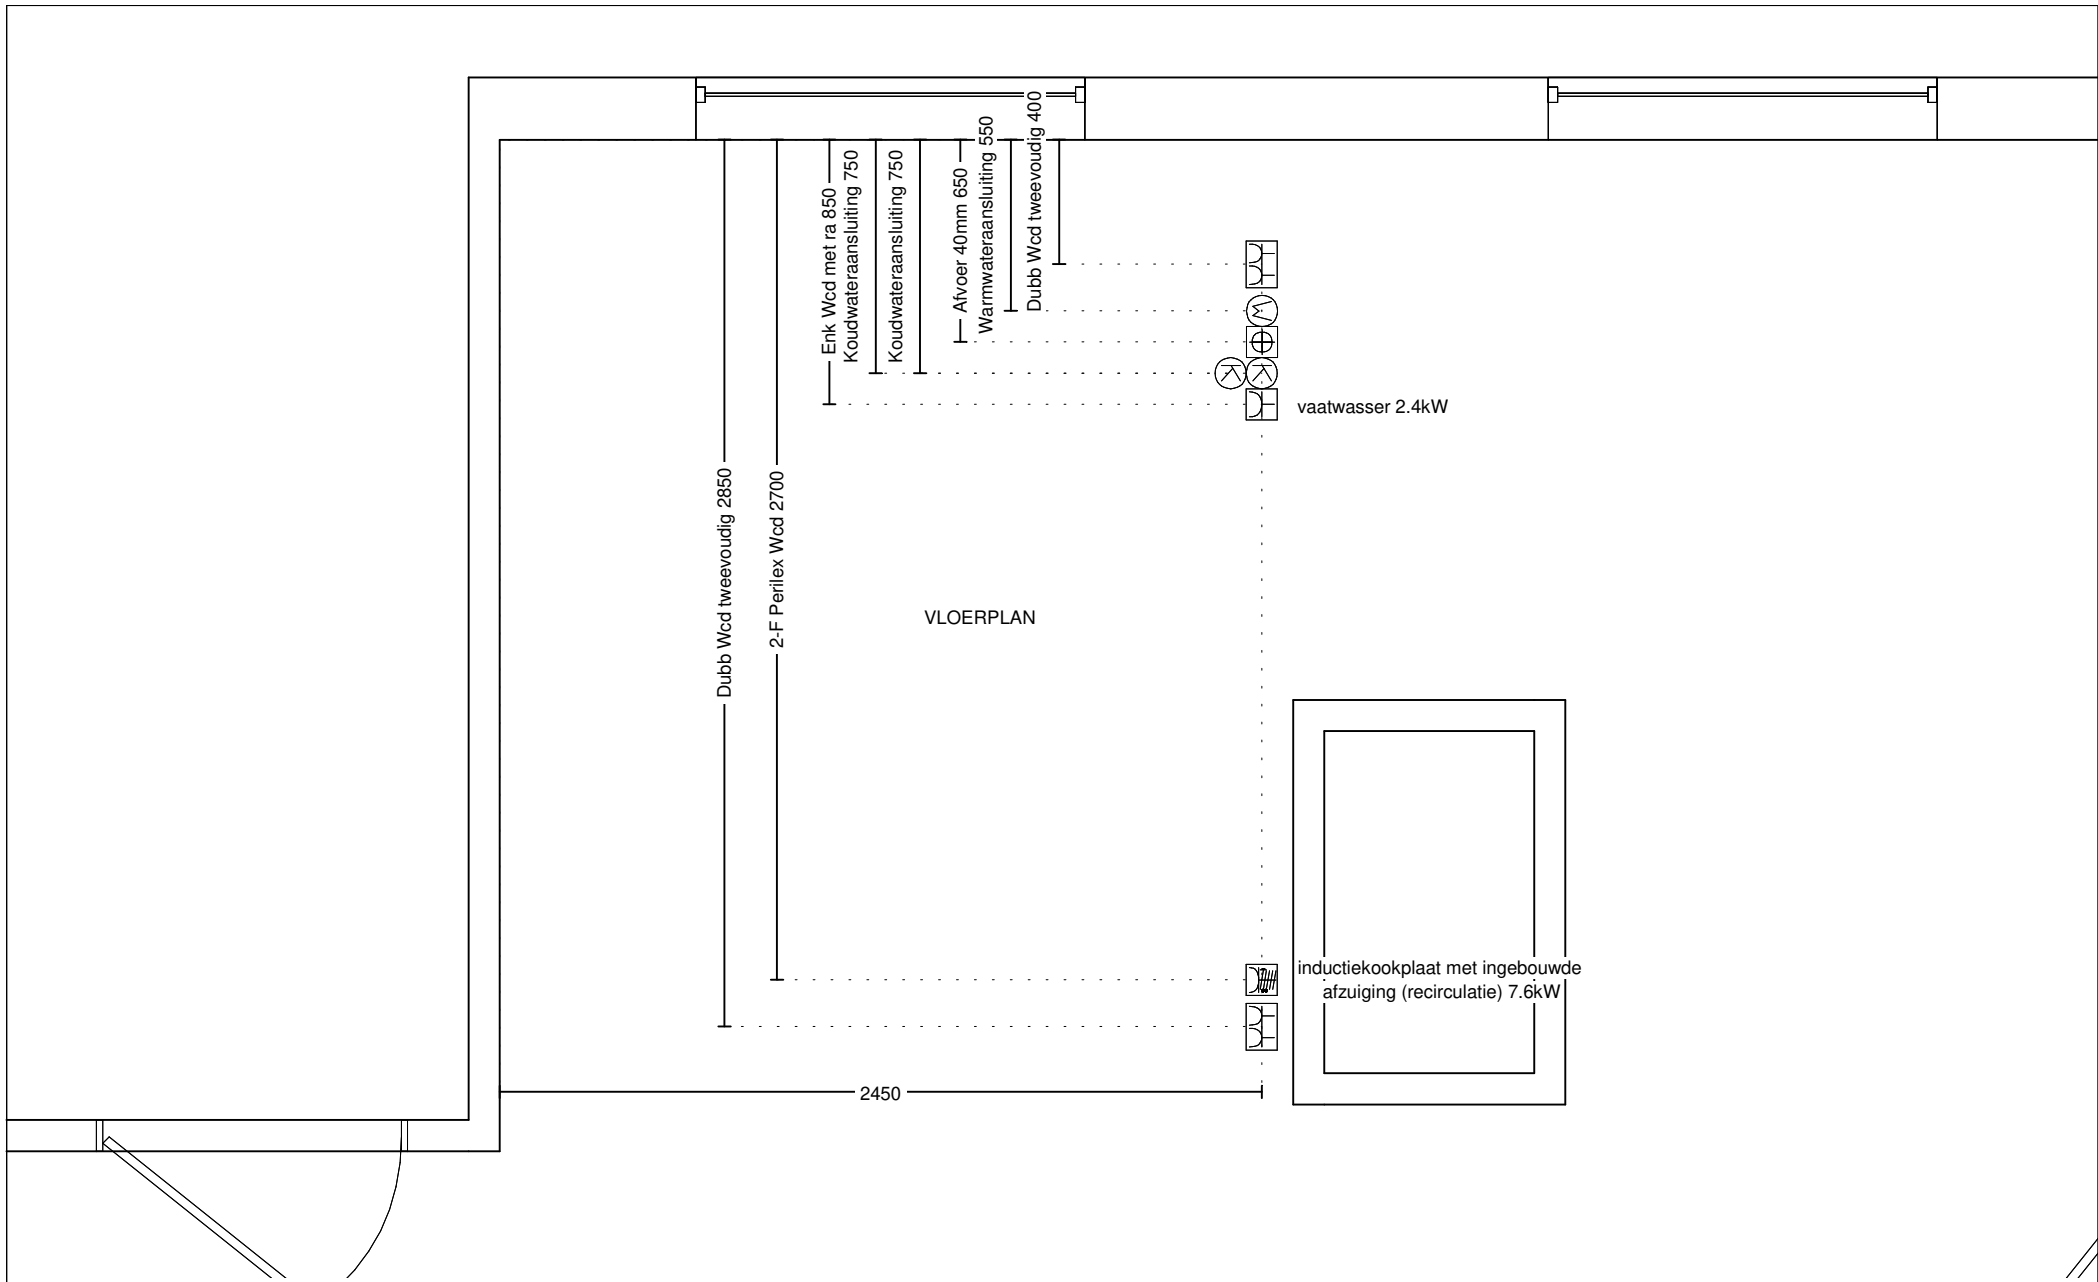 Dubb Wcd tweevoudig 2850
2-F Perilex Wcd 2700
Enk Wcd met ra 850
Koudwateraansluiting 750
Koudwateraansluiting 750
Afvoer 40mm 650
Warmwateraansluiting 550
Dubb Wcd tweevoudig 400
W
K
K
vaatwasser 2.4kW
VLOERPLAN
inductiekookplaat met ingebouwde
afzuiging (recirculatie) 7.6kW
2450